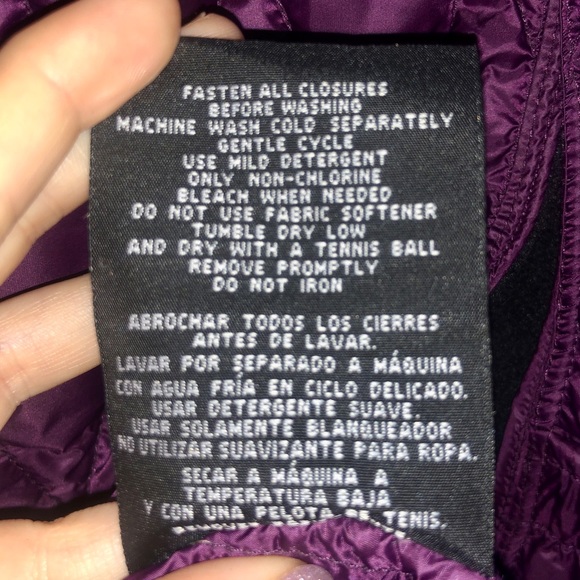 FASTEN ALL CLOSURES
BEFORE WASHING
MACHINE WASH COLD SEPARATELY
GENTLE CYCLE
USE MILD DETERGENT
ONLY NON-CHLORINE
BLEACH WHEN NEEDED
DO NOT USE FABRIC SOFTENER
TUMBLE DRY LOW
AND DRY WITH A TENNIS BALL
REMOVE PROMPTLY
DO NOT IRON
ABROCHAR TODOS LOS CIERRES
ANTES DE LAVAR.
LAVAR POR SEPARADO A MÁQUINA
CON AGUA FRÍA EN CICLO DELICADO.
USAR DETERGENTE SUAVE.
USAR SOLAMENTE BLANQUEADOR
NO UTILIZAR SUAVIZANTE PARA ROPA.
SECAR A MÁQUINA A
TEMPERATURA BAJA
Y CON UNA PELOTA DE TENIS.